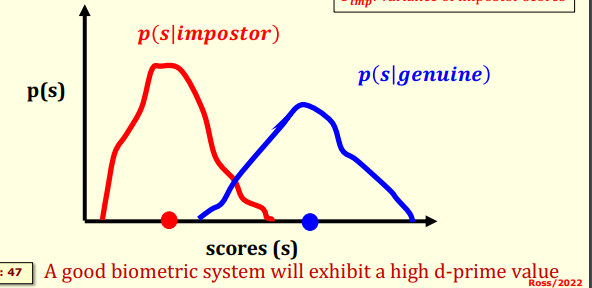 p(s|impostor)
p(s|genuine)
p(s)
scores (s)
: 47
A good biometric system will exhibit a high d-prime value
Ross/2022